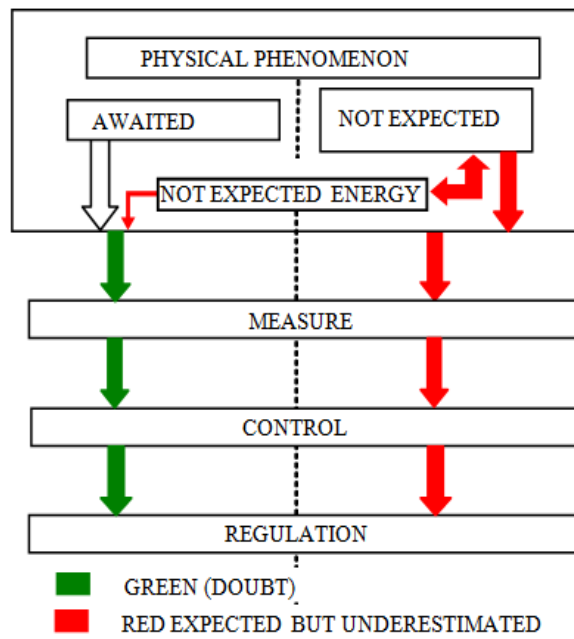 PHYSICAL PHENOMENON
AWAITED
NOT EXPECTED
NOT EXPECTED ENERGY
MEASURE
CONTROL
REGULATION
GREEN (DOUBT)
RED EXPECTED BUT UNDERESTIMATED